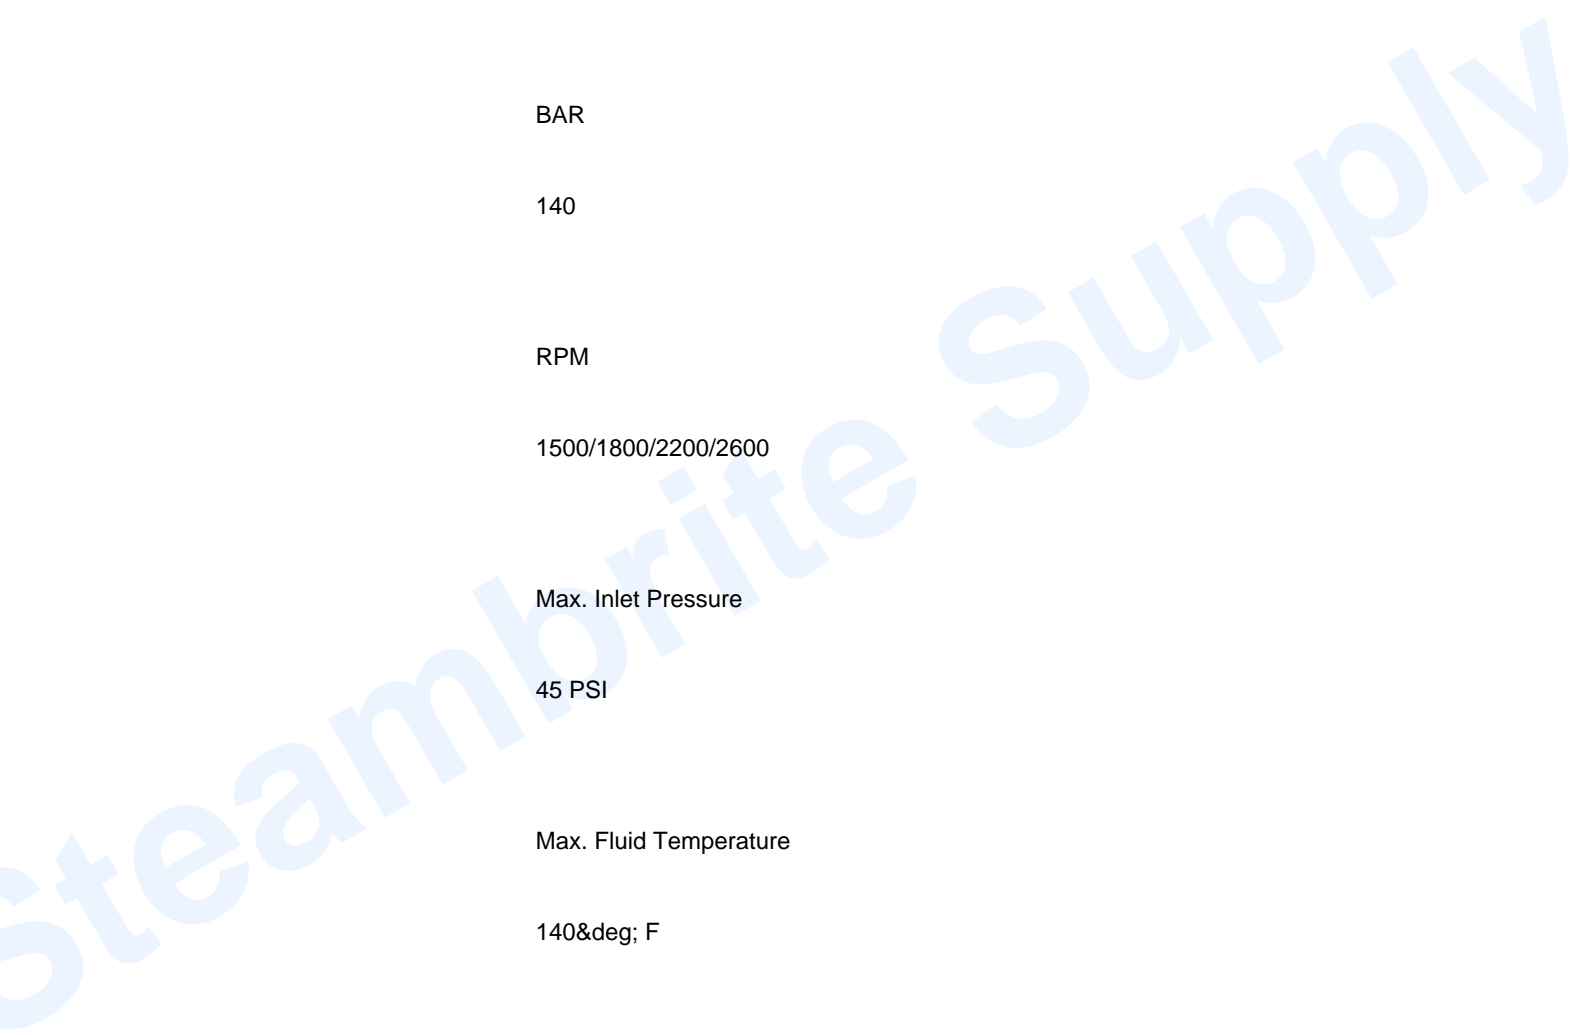 BAR
140
RPM
1500/1800/2200/2600
Max. Inlet Pressure
45 PSI
Max. Fluid Temperature
140&deg; F
Steambrite Supply